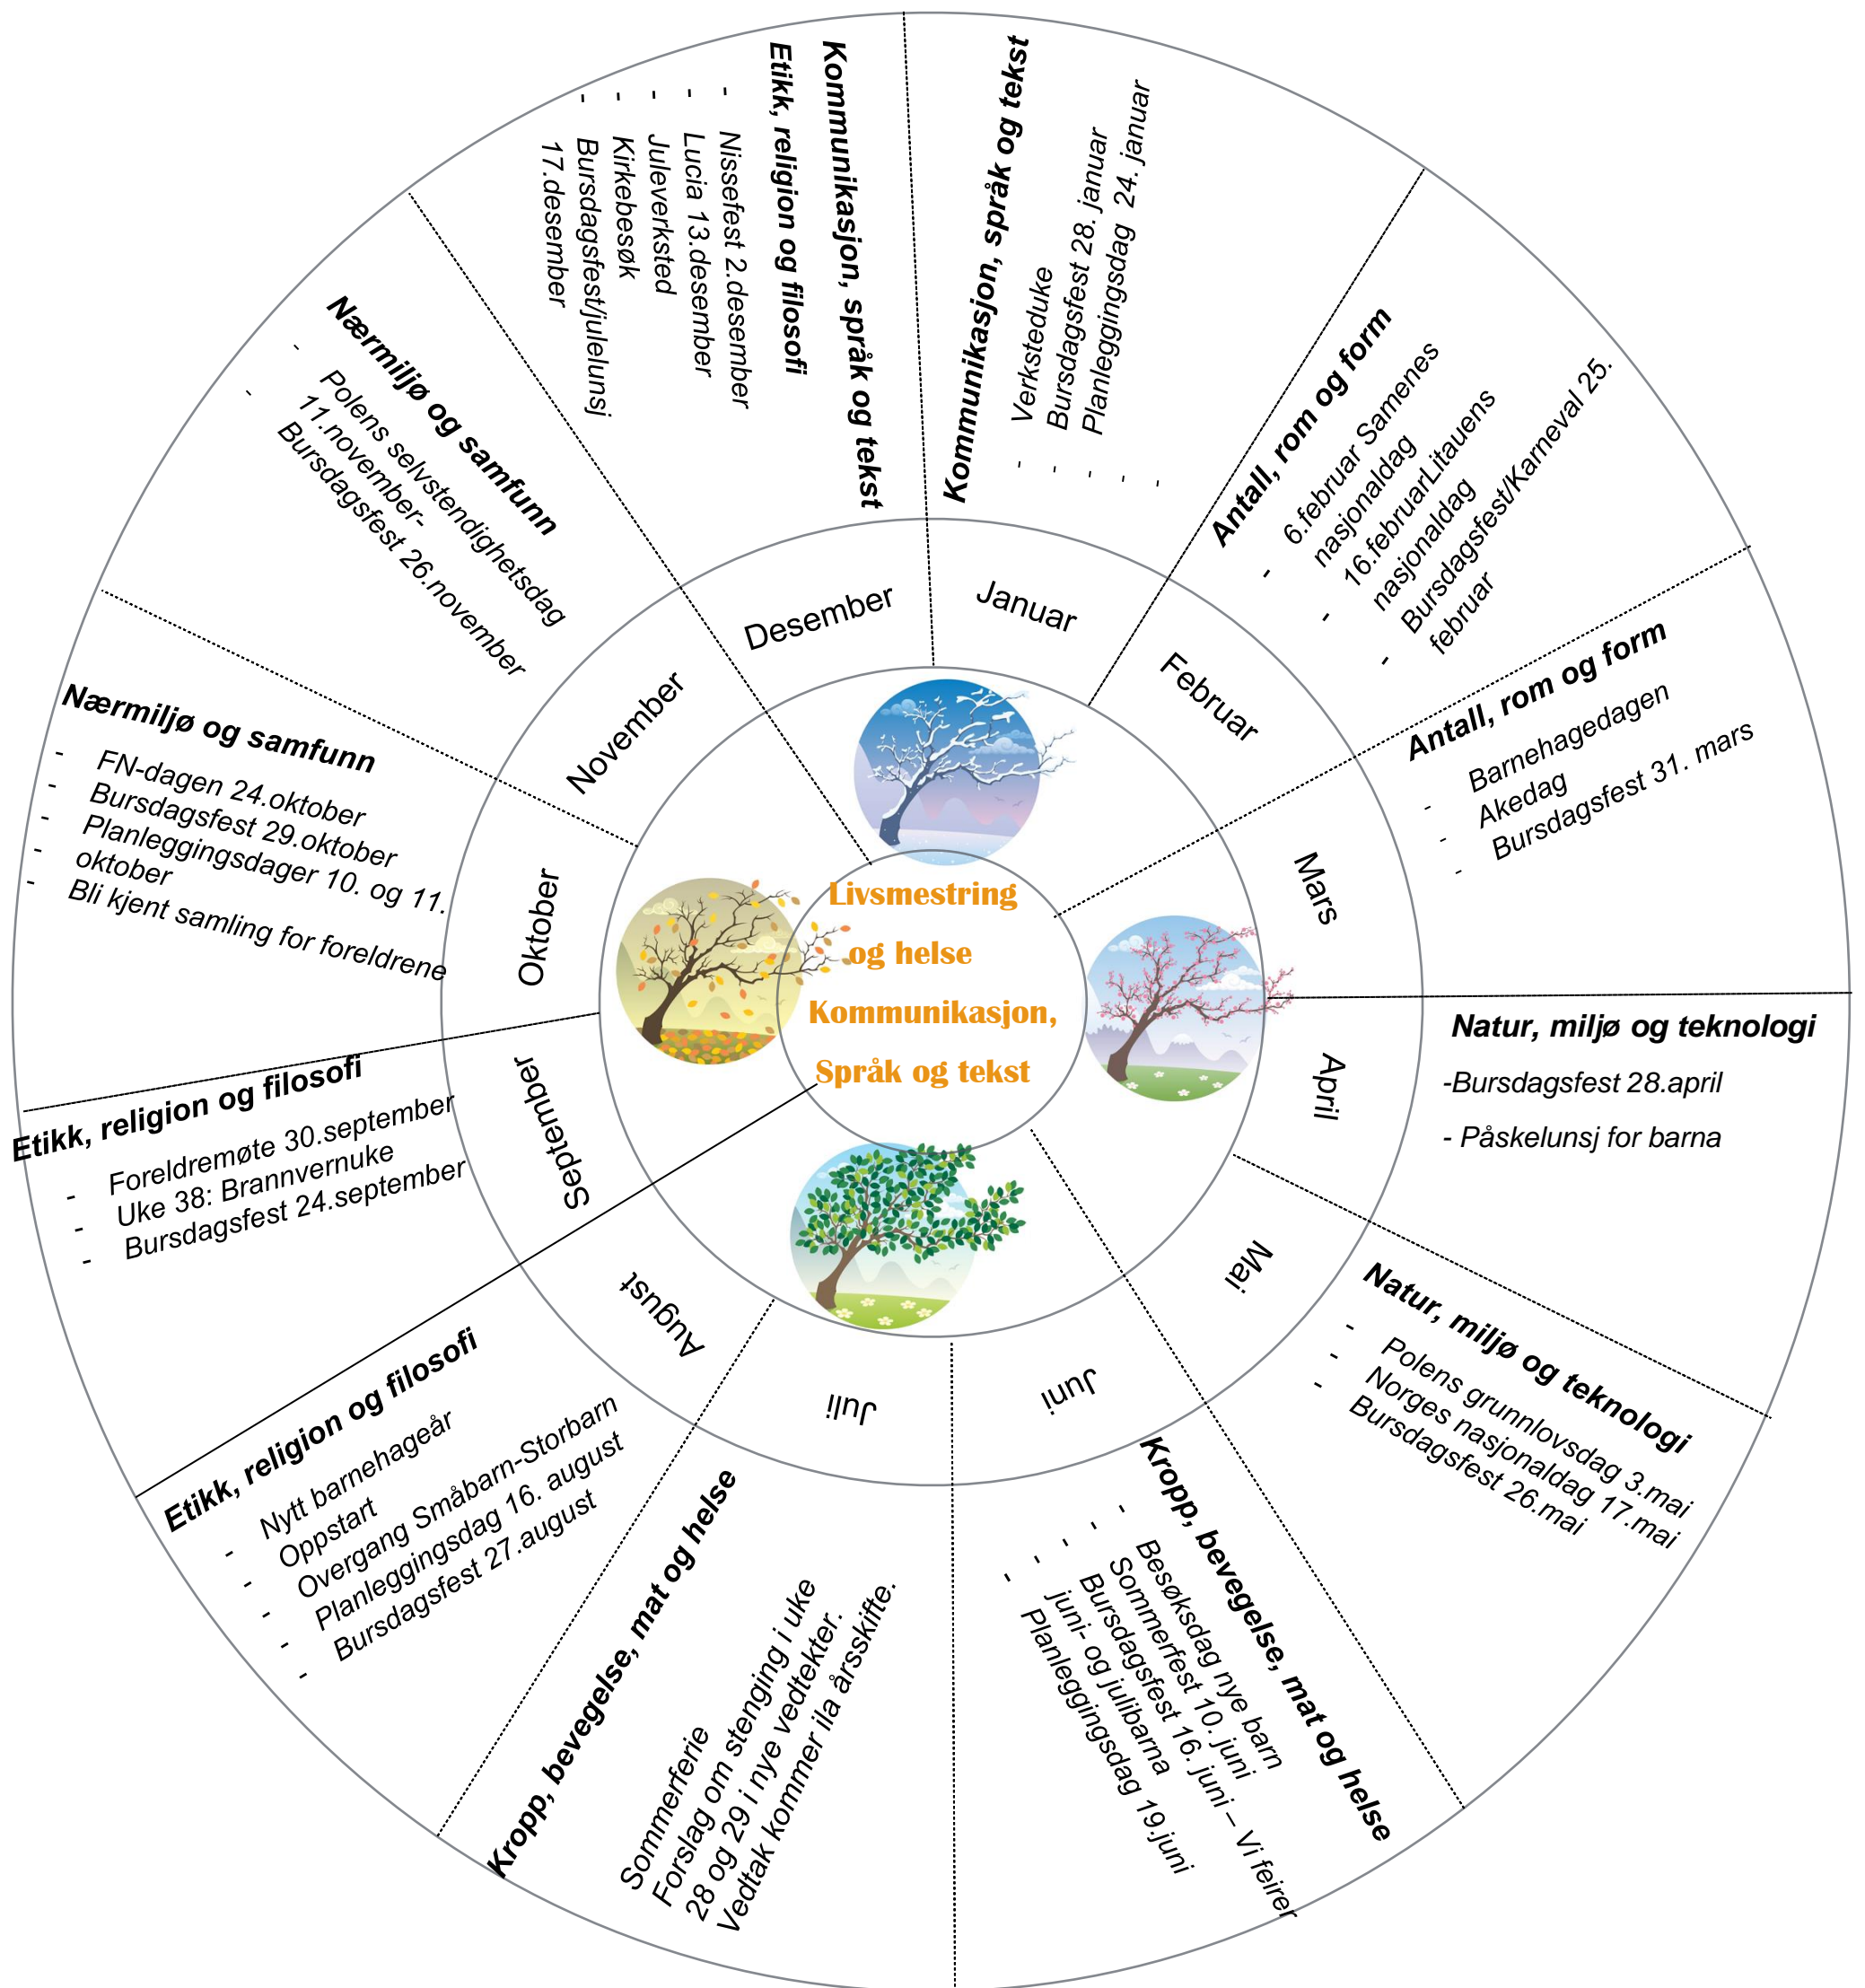 Livsmestring
og helse
Kommunikasjon,
Språk og tekst
Januar
Kommunikasjon, språk og tekst
- Verksteduke
- Bursdagsfest 28. januar
- Planleggingsdag 24. januar
-
-
Februar
Antall, rom og form
- 6.februar Samenes
nasjonaldag
- 16.februarLitauens
nasjonaldag
- Bursdagsfest/Karneval 25.
februar
Mars
Antall, rom og form
- Barnehagedagen
- Akedag
- Bursdagsfest 31. mars
April
Natur, miljø og teknologi
-Bursdagsfest 28.april
- Påskelunsj for barna
Mai
Natur, miljø og teknologi
- Polens grunnlovsdag 3.mai
- Norges nasjonaldag 17.mai
- Bursdagsfest 26.mai
Juni
Kropp, bevegelse, mat og helse
- Besøksdag nye barn
- Sommerfest 10. juni
- Bursdagsfest 16. juni – Vi feirer
- juni- og julibarna
- Planleggingsdag 19.juni
Juli
Kropp, bevegelse, mat og helse
Sommerferie
Forslag om stenging i uke
28 og 29 i nye vedtekter.
Vedtak kommer ila årsskifte.
August
Etikk, religion og filosofi
- Nytt barnehageår
- Oppstart
- Overgang Småbarn-Storbarn
- Planleggingsdag 16. august
- Bursdagsfest 27.august
September
Etikk, religion og filosofi
- Foreldremøte 30.september
- Uke 38: Brannvernuke
- Bursdagsfest 24.september
Oktober
Nærmiljø og samfunn
- FN-dagen 24.oktober
- Bursdagsfest 29.oktober
- Planleggingsdager 10. og 11.
- oktober
- Bli kjent samling for foreldrene
November
Nærmiljø og samfunn
- Polens selvstendighetsdag
11.november-
- Bursdagsfest 26.november
Desember
Kommunikasjon, språk og tekst
Etikk, religion og filosofi
- Nissefest 2.desember
- Lucia 13.desember
- Juleverksted
- Kirkebesøk
- Bursdagsfest/julelunsj
17.desember